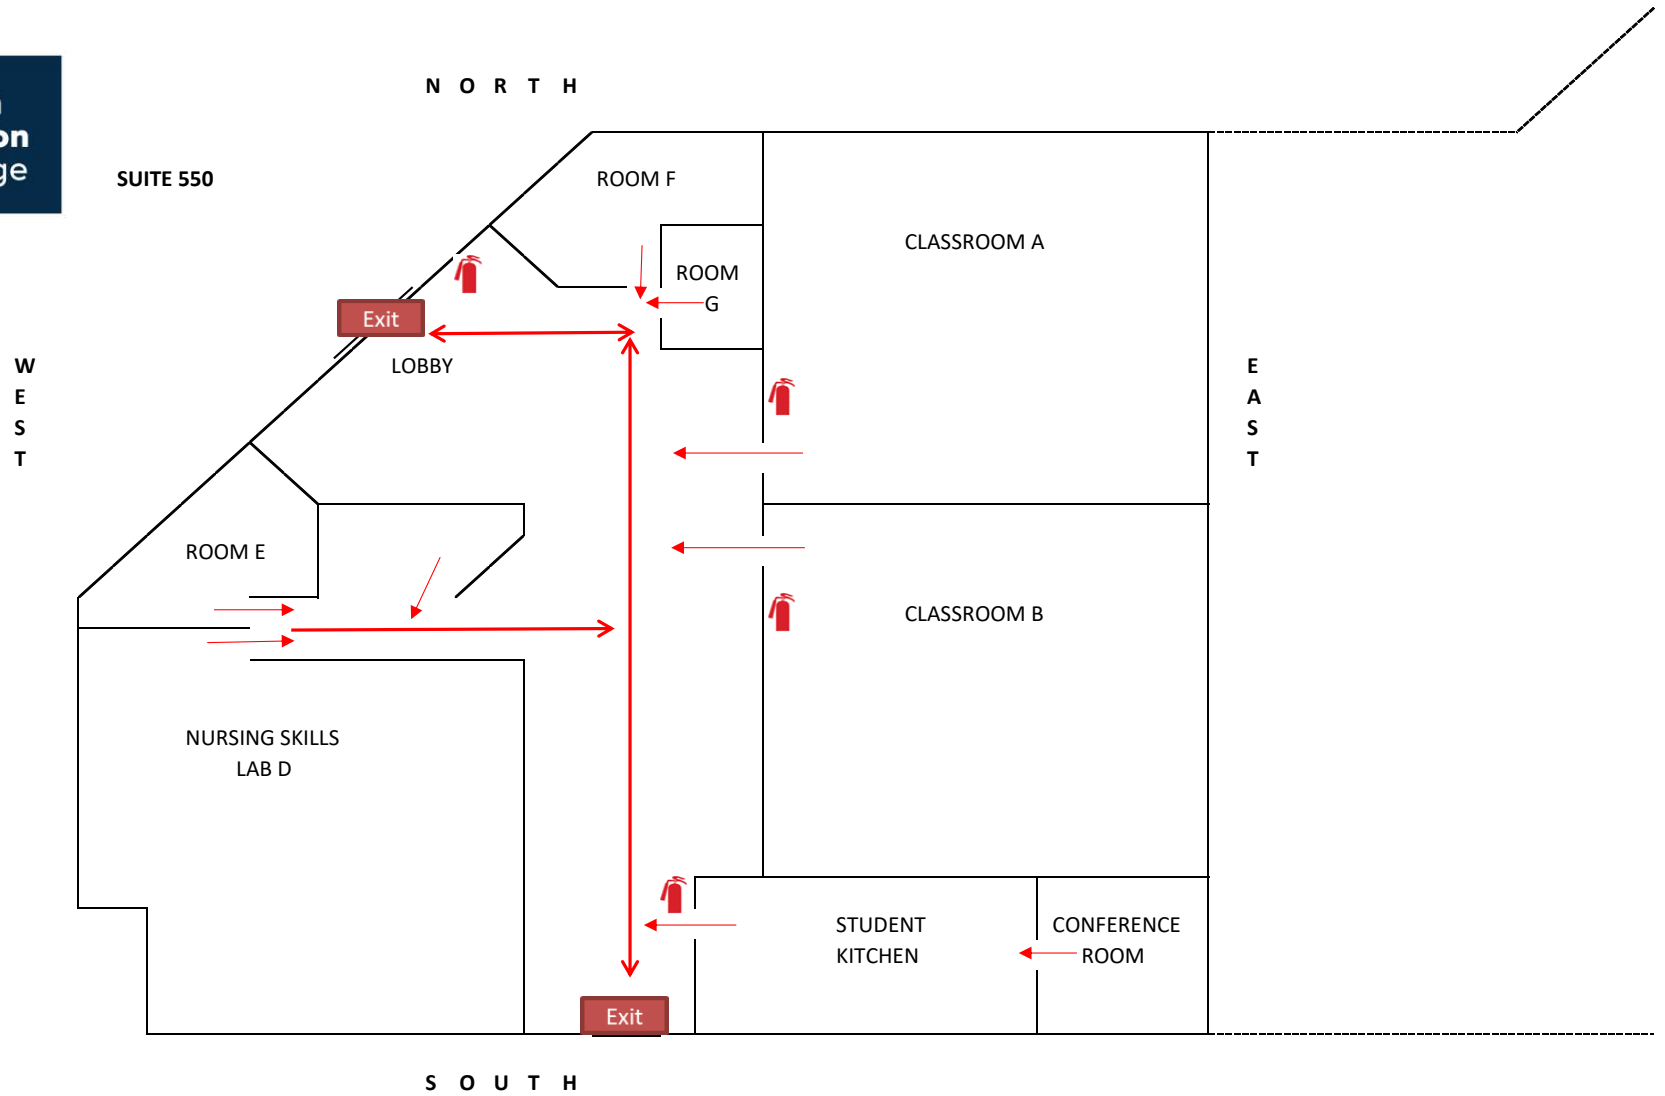 N O R T H
SUITE 550
ROOM F
CLASSROOM A
ROOM
G
Exit
LOBBY
W
E
S
T
E
A
S
T
ROOM E
CLASSROOM B
NURSING SKILLS
LAB D
STUDENT
KITCHEN
CONFERENCE
ROOM
Exit
S O U T H